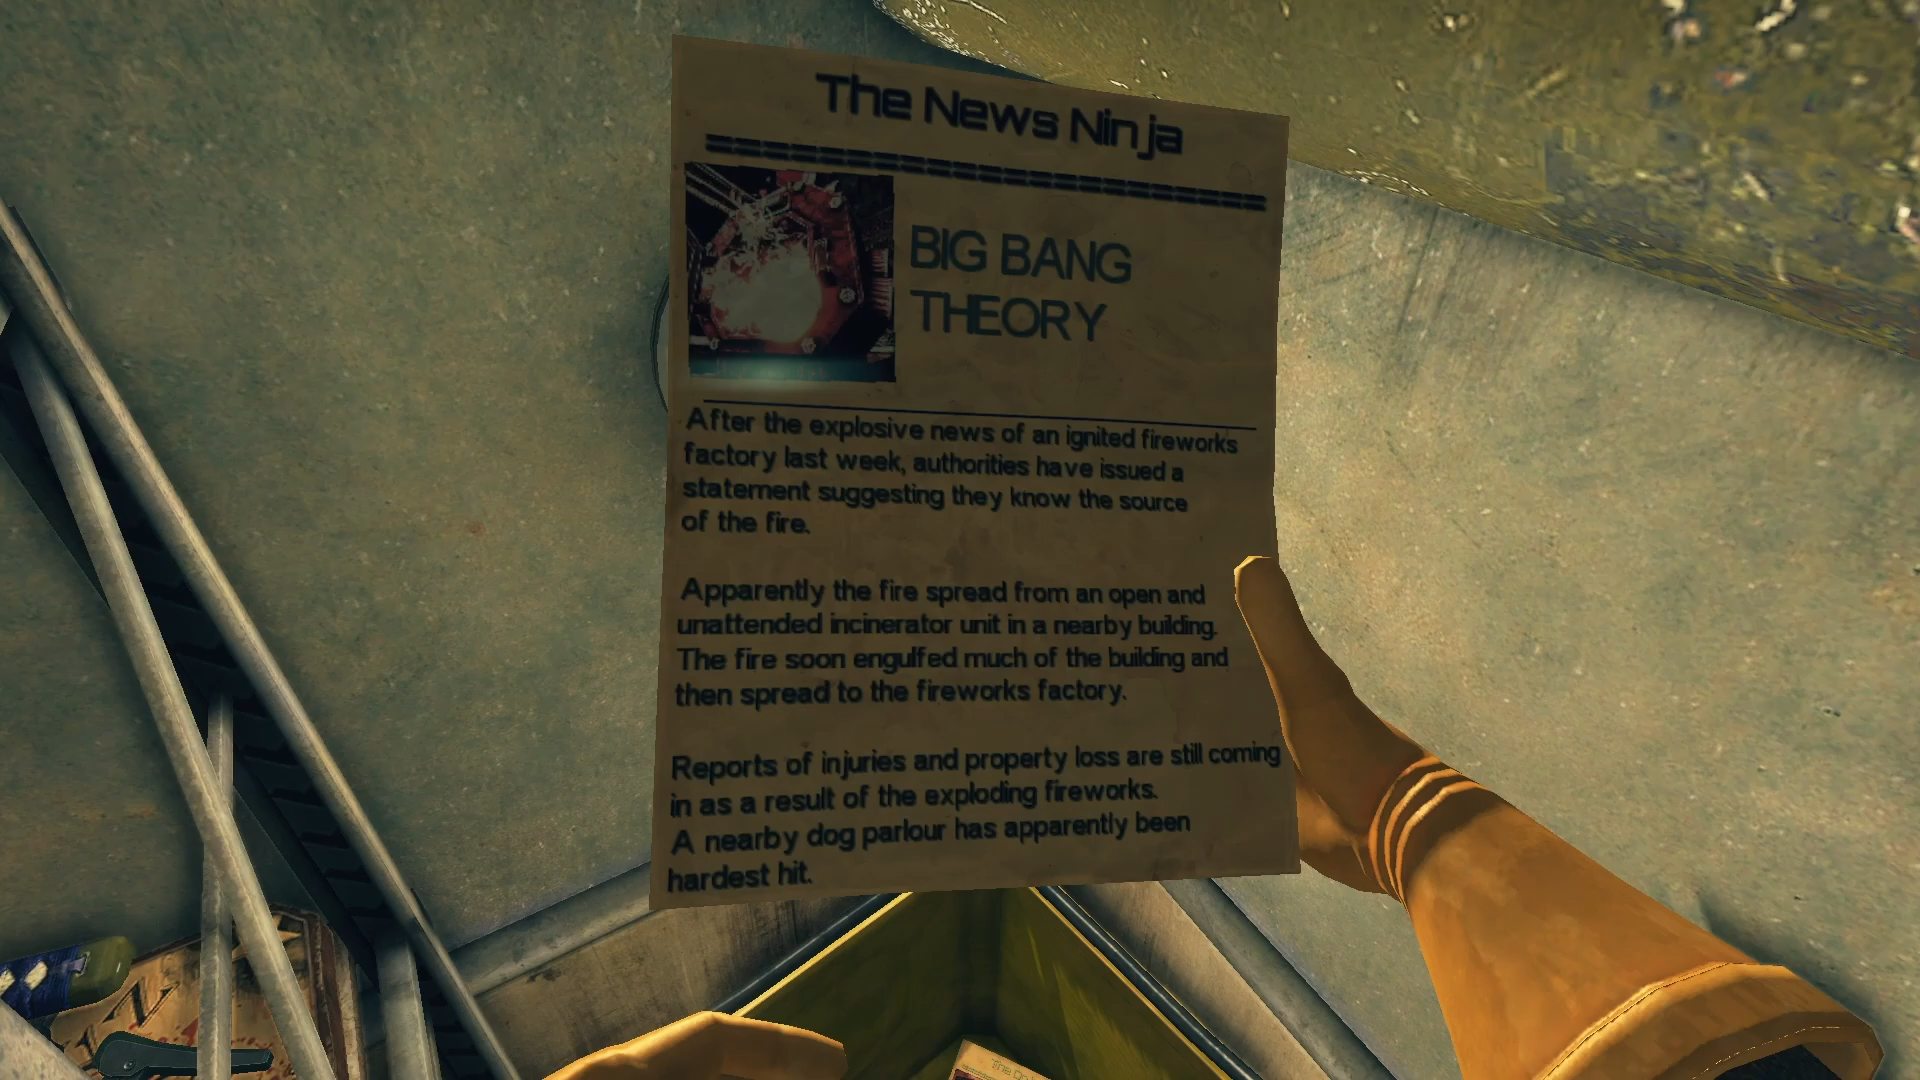 The News Ninja
BIG BANG
THEORY
After the explosive news of an ignited fireworks
factory last week, authorities have issued a
statement suggesting they know the source
of the fire.
Apparently the fire spread from an open and
unattended incinerator unit in a nearby building.
The fire soon engulfed much of the building and
then spread to the fireworks factory.
Reports of injuries and property loss are still coming
in as a result of the exploding fireworks.
A nearby dog parlour has apparently been
hardest hit.